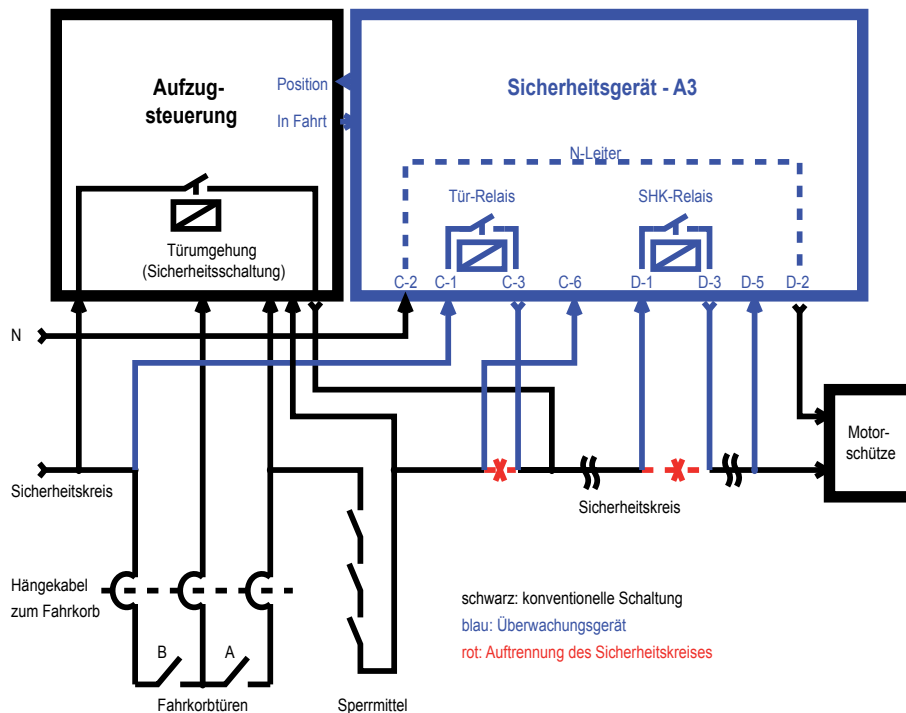 Aufzug-
steuerung
Position
In Fahrt
Sicherheitsgerät - A3
N-Leiter
Tür-Relais
SHK-Relais
Türumgehung
(Sicherheitsschaltung)
C-2
C-1
C-3
C-6
D-1
D-3
D-5
D-2
N
Motor-
schütze
Sicherheitskreis
Sicherheitskreis
Hängekabel
zum Fahrkorb
schwarz: konventionelle Schaltung
blau: Überwachungsgerät
rot: Auftrennung des Sicherheitskreises
B
A
Fahrkorbtüren
Sperrmittel